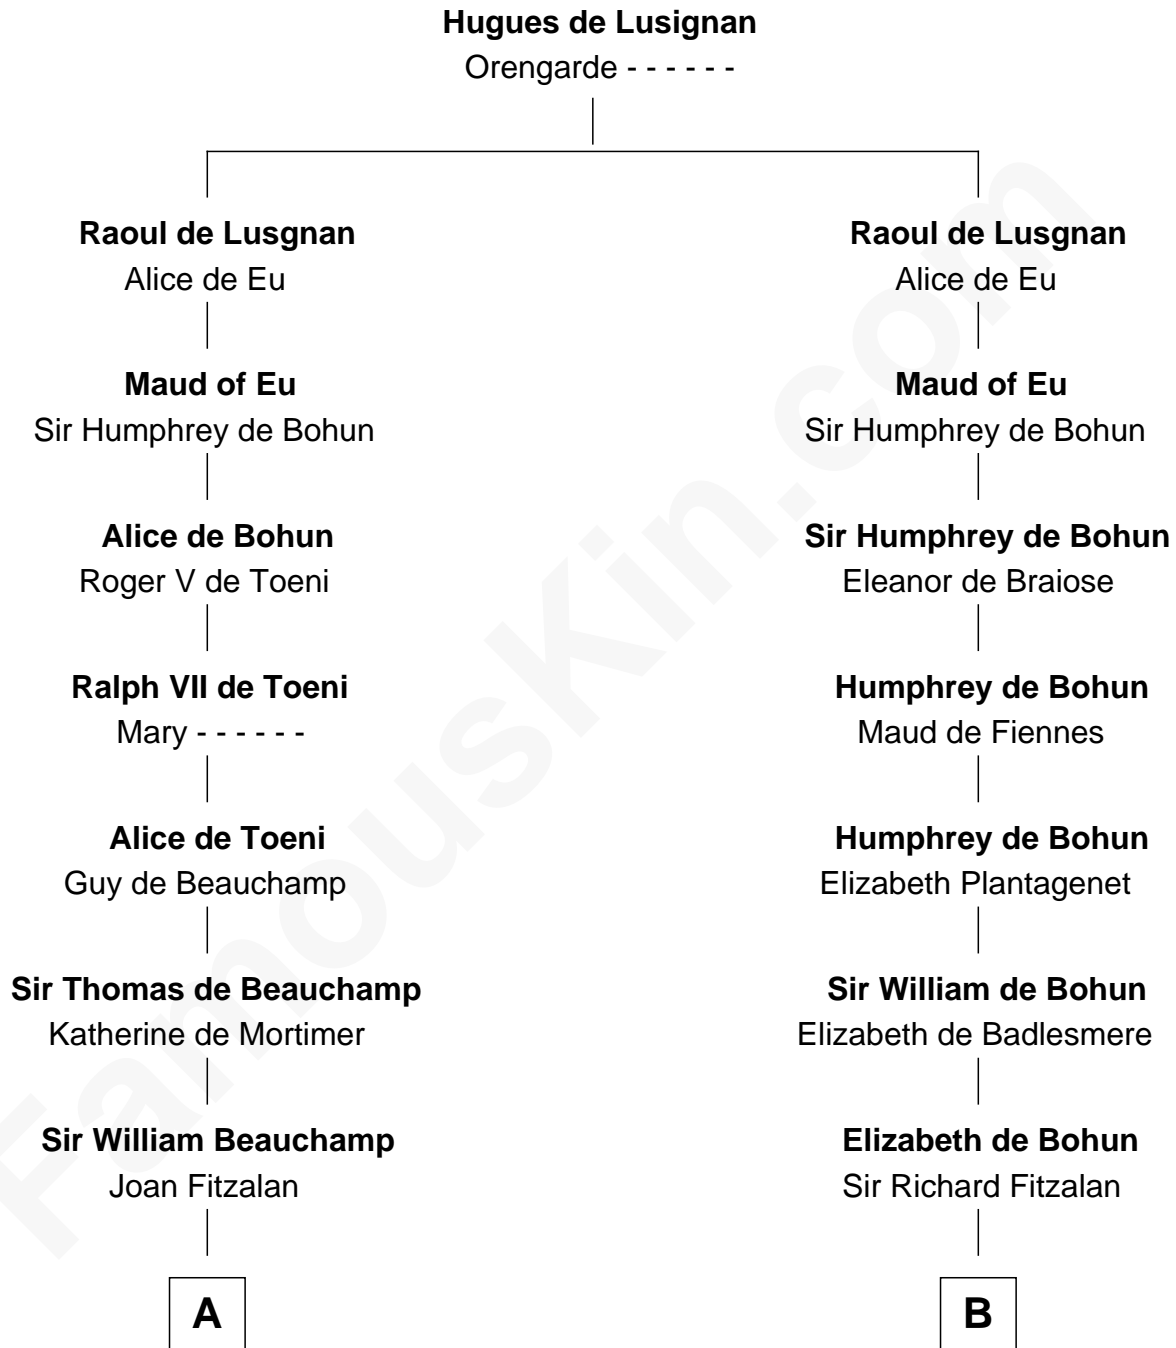 Hugues de Lusignan
Orengarde - - - - - -
Raoul de Lusgnan
Alice de Eu
Maud of Eu
Sir Humphrey de Bohun
Alice de Bohun
Roger V de Toeni
Ralph VII de Toeni
Mary - - - - - -
Alice de Toeni
Guy de Beauchamp
Sir Thomas de Beauchamp
Katherine de Mortimer
Sir William Beauchamp
Joan Fitzalan
A
Raoul de Lusgnan
Alice de Eu
Maud of Eu
Sir Humphrey de Bohun
Sir Humphrey de Bohun
Eleanor de Braiose
Humphrey de Bohun
Maud de Fiennes
Humphrey de Bohun
Elizabeth Plantagenet
Sir William de Bohun
Elizabeth de Badlesmere
Elizabeth de Bohun
Sir Richard Fitzalan
B
FamousKin.com